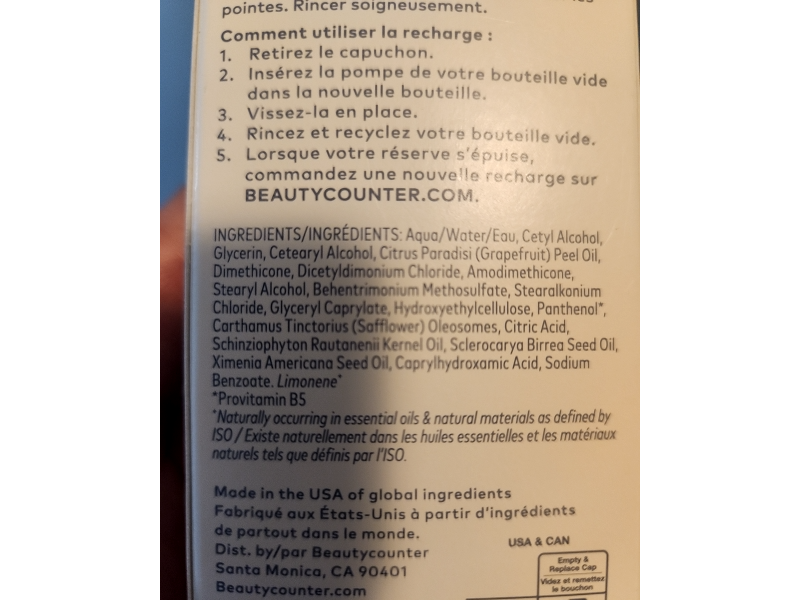 pointes. Rincer soigneusement.
Comment utiliser la recharge :
1. Retirez le capuchon.
2. Insérez la pompe de votre bouteille vide
dans la nouvelle bouteille.
3. Vissez-la en place.
4. Rincez et recyclez votre bouteille vide.
5. Lorsque votre réserve s'épuise,
commandez une nouvelle recharge sur
BEAUTYCOUNTER.COM.
INGREDIENTS/INGRÉDIENTS: Aqua/Water/Eau, Cetyl Alcohol,
Glycerin, Cetearyl Alcohol, Citrus Paradisi (Grapefruit) Peel Oil,
Dimethicone, Dicetyldimonium Chloride, Amodimethicone,
Stearyl Alcohol, Behentrimonium Methosulfate, Stearalkonium
Chloride, Glyceryl Caprylate, Hydroxyethylcellulose, Panthenol*,
Carthamus Tinctorius (Safflower) Oleosomes, Citric Acid,
Schinziophyton Rautanenii Kernel Oil, Sclerocarya Birrea Seed Oil,
Ximenia Americana Seed Oil, Caprylhydroxamic Acid, Sodium
Benzoate. Limonene⁺
*Provitamin B5
⁺Naturally occurring in essential oils & natural materials as defined by
ISO / Existe naturellement dans les huiles essentielles et les matériaux
naturels tels que définis par l'ISO.
Made in the USA of global ingredients
Fabriqué aux États-Unis à partir d'ingrédients
de partout dans le monde.
Dist. by/par Beautycounter
Santa Monica, CA 90401
Beautycounter.com
USA & CAN
Empty &
Replace Cap
Videz et remettez
le bouchon